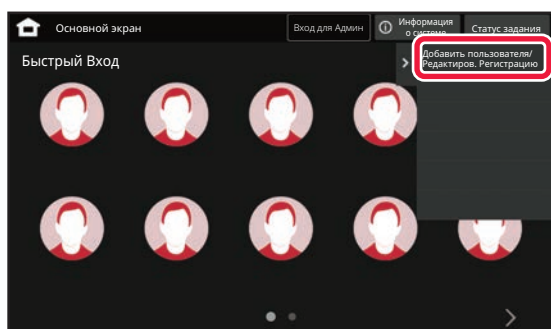 Основной экран
Вход для Админ
Информация
о системе
Статус задания
Быстрый Вход
Добавить пользователя/
Редактиров. Регистрацию